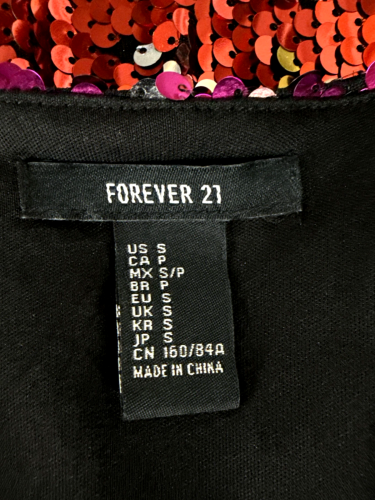 FOREVER 21
US S
CA P
MX S/P
BR P
EU S
UK S
KR S
JP S
CN 160/84A
MADE IN CHINA